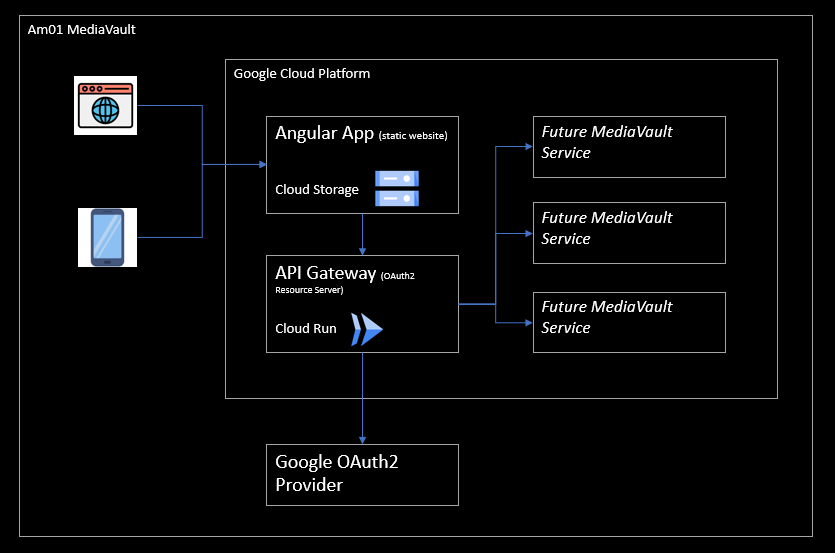 Am01 MediaVault
Google Cloud Platform
Angular App (static website)
Cloud Storage
API Gateway (OAuth2
Resource Server)
Cloud Run
Future MediaVault
Service
Future MediaVault
Service
Future MediaVault
Service
Google OAuth2
Provider